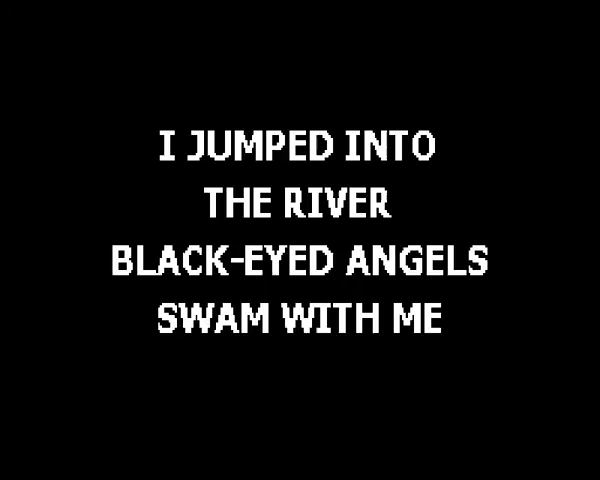 I JUMPED INTO
THE RIVER
BLACK-EYED ANGELS
SWAM WITH ME